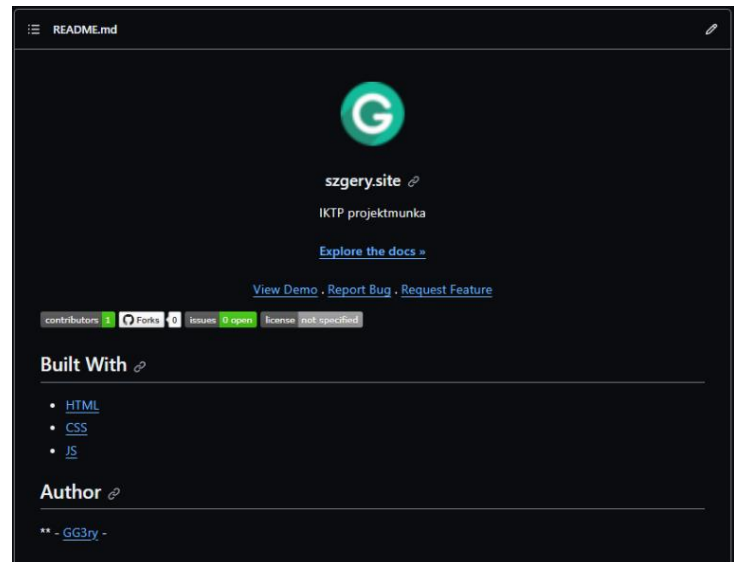 README.md
G
szgery.site
IKTP projektmunka
Explore the docs »
View Demo . Report Bug . Request Feature
contributors 1 Forks 0 issues 0 open license not specified
Built With
• HTML
• CSS
• JS
Author
** - GG3ry -